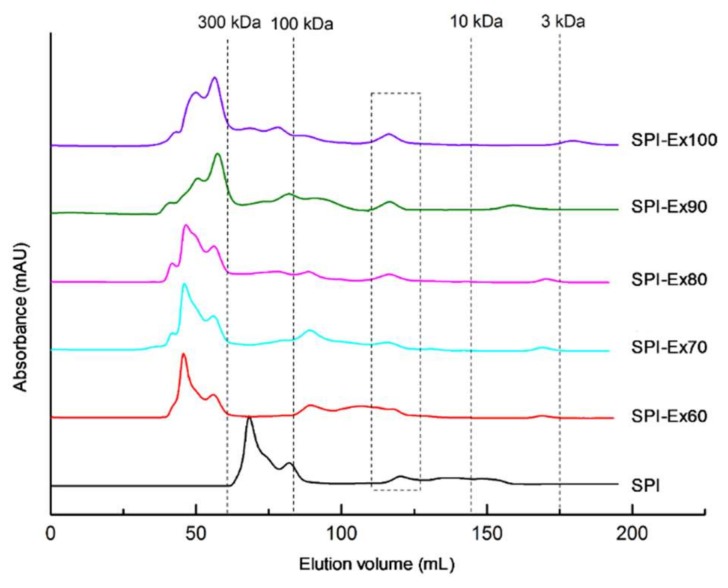 300 kDa 100 kDa 10 kDa 3 kDa
SPI-Ex100
SPI-Ex90
SPI-Ex80
SPI-Ex70
SPI-Ex60
SPI
Absorbance (mAU)
0 50 100 150 200
Elution volume (mL)